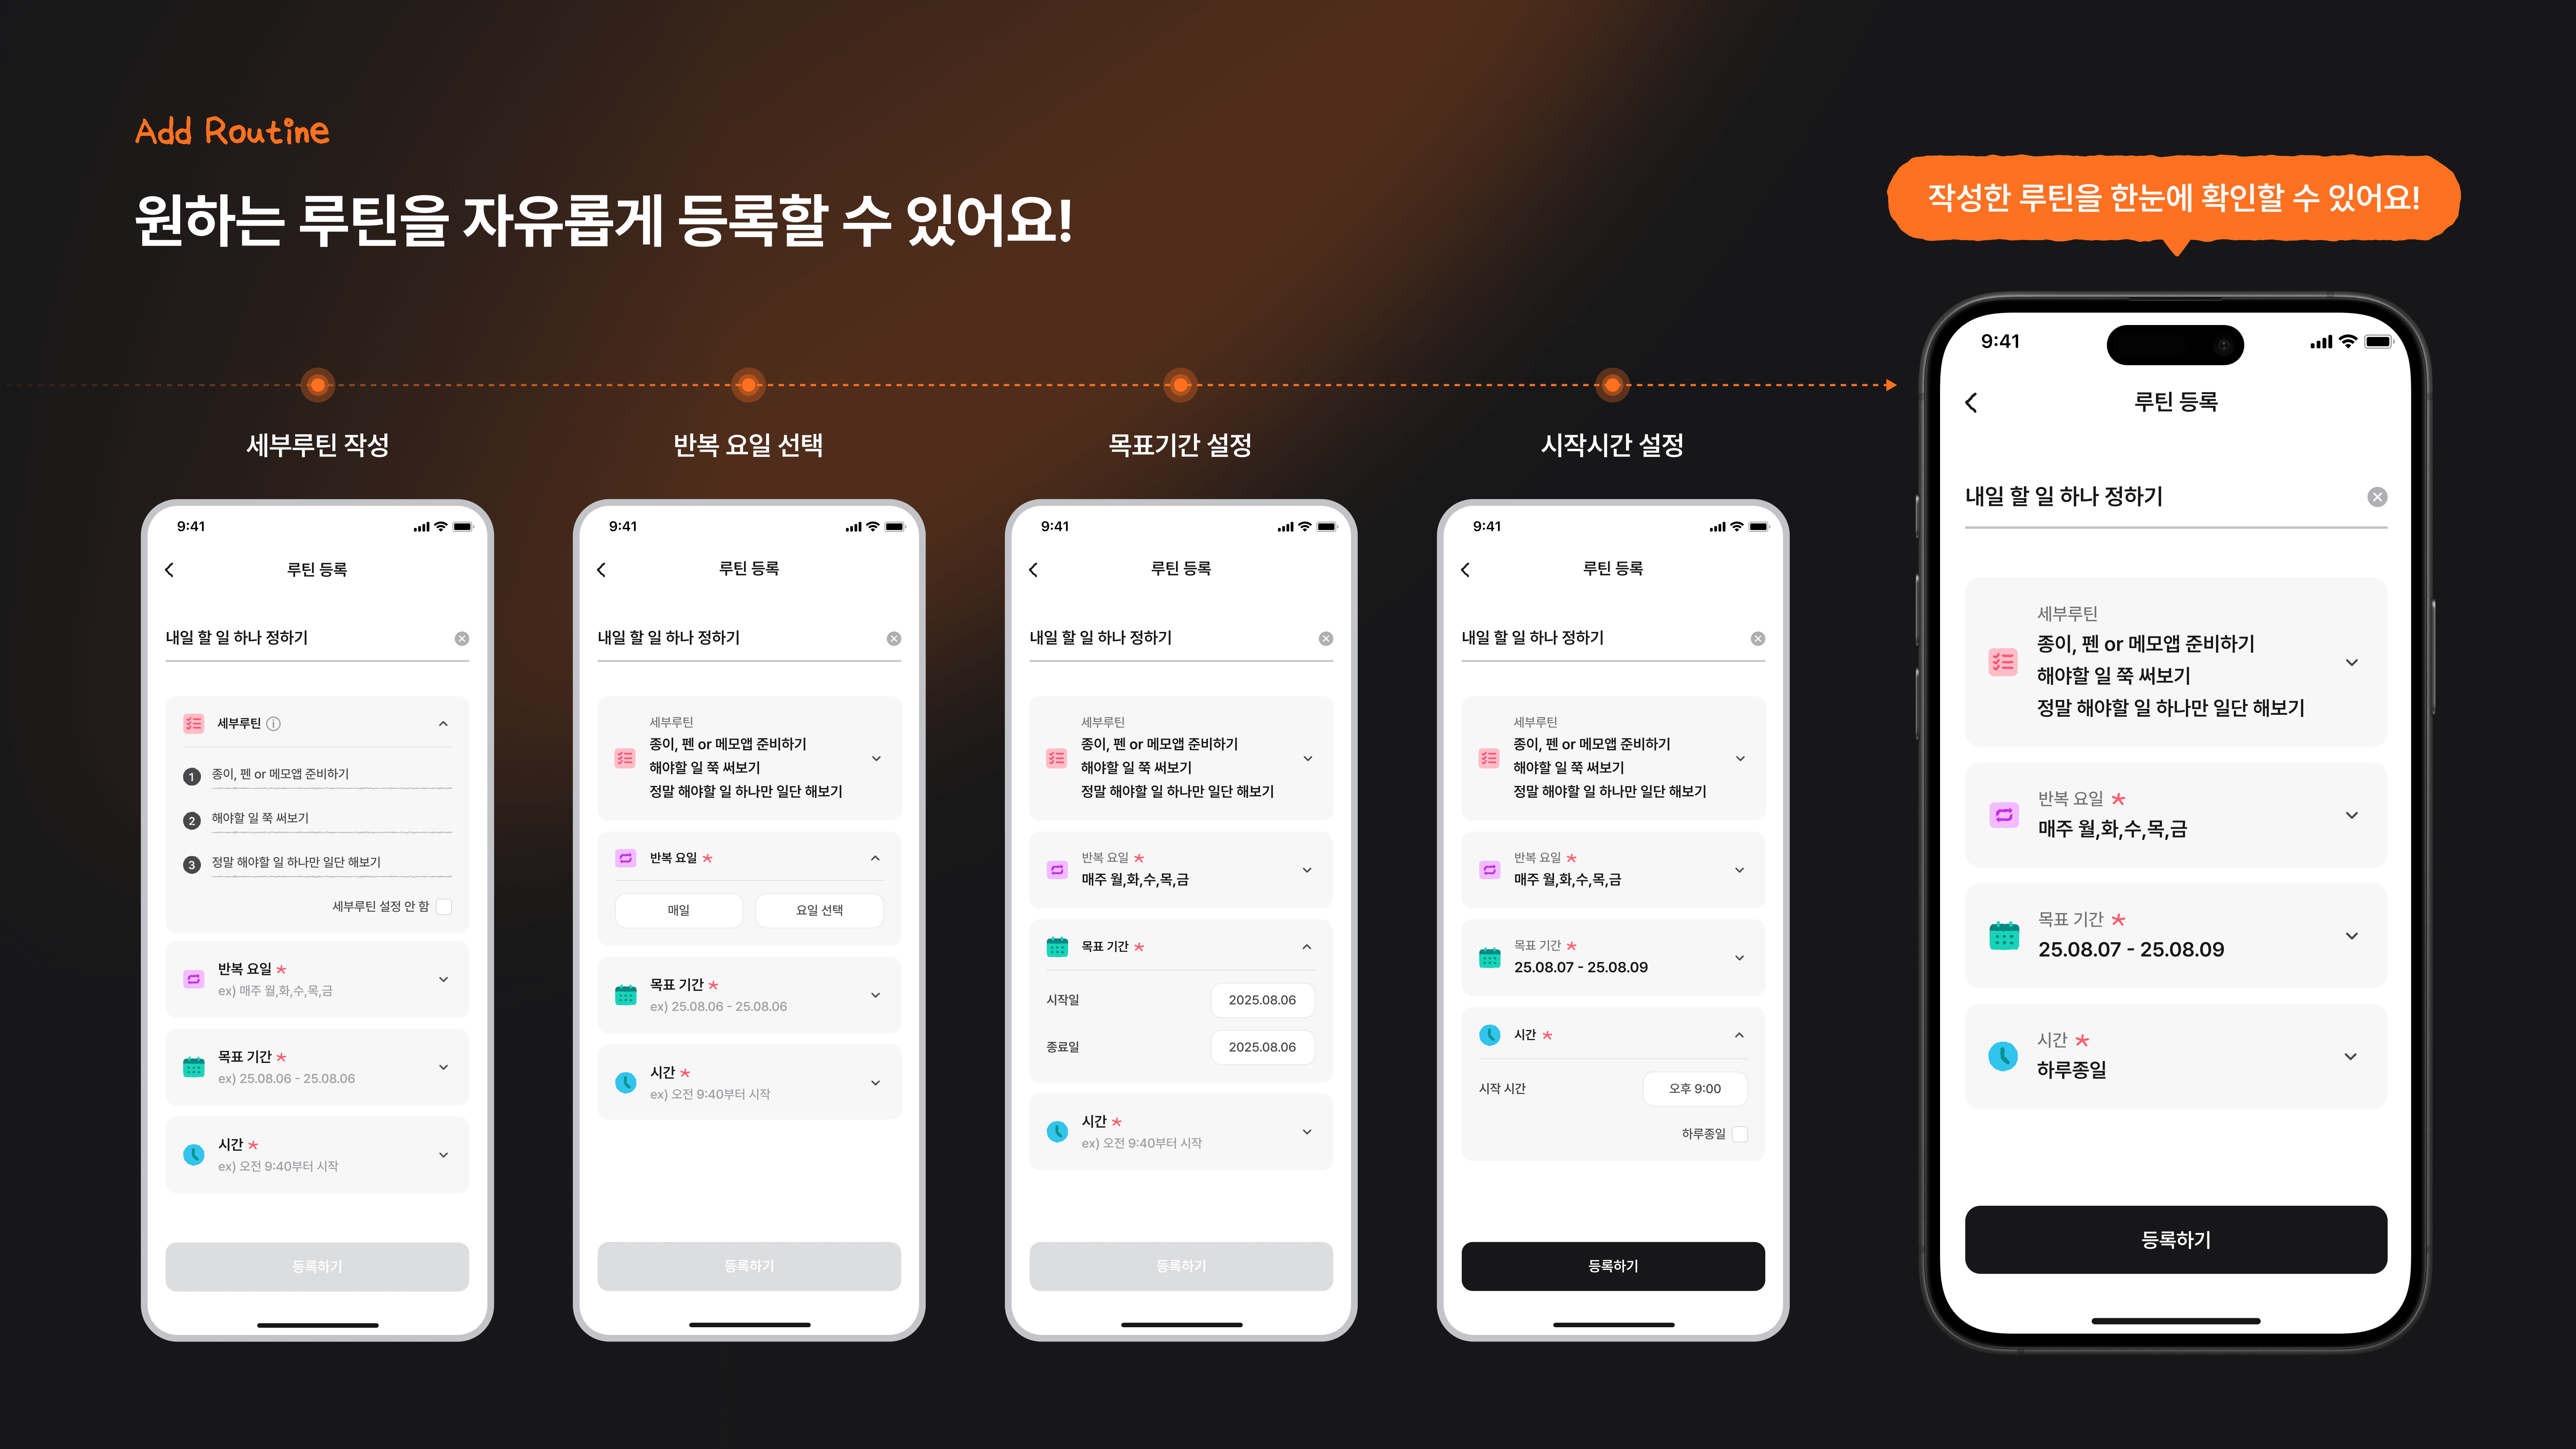 Add Routine
원하는 루틴을 자유롭게 등록할 수 있어요!
작성한 루틴을 한눈에 확인할 수 있어요!
세부루틴 작성
반복 요일 선택
목표기간 설정
시작시간 설정
9:41
루틴 등록
내일 할 일 하나 정하기
세부루틴
1 종이, 펜 or 메모앱 준비하기
2 해야할 일 쭉 써보기
3 정말 해야할 일 하나만 일단 해보기
세부루틴 설정 안 함
반복 요일 *
ex) 매주 월,화,수,목,금
목표 기간 *
ex) 25.08.06 - 25.08.06
시간 *
ex) 오전 9:40부터 시작
등록하기
9:41
루틴 등록
내일 할 일 하나 정하기
세부루틴
종이, 펜 or 메모앱 준비하기
해야할 일 쭉 써보기
정말 해야할 일 하나만 일단 해보기
반복 요일 *
매일 요일 선택
목표 기간 *
ex) 25.08.06 - 25.08.06
시간 *
ex) 오전 9:40부터 시작
등록하기
9:41
루틴 등록
내일 할 일 하나 정하기
세부루틴
종이, 펜 or 메모앱 준비하기
해야할 일 쭉 써보기
정말 해야할 일 하나만 일단 해보기
반복 요일 *
매주 월,화,수,목,금
목표 기간 *
시작일 2025.08.06
종료일 2025.08.06
시간 *
ex) 오전 9:40부터 시작
등록하기
9:41
루틴 등록
내일 할 일 하나 정하기
세부루틴
종이, 펜 or 메모앱 준비하기
해야할 일 쭉 써보기
정말 해야할 일 하나만 일단 해보기
반복 요일 *
매주 월,화,수,목,금
목표 기간 *
25.08.07 - 25.08.09
시간 *
시작 시간 오후 9:00
하루종일
등록하기
9:41
루틴 등록
내일 할 일 하나 정하기
세부루틴
종이, 펜 or 메모앱 준비하기
해야할 일 쭉 써보기
정말 해야할 일 하나만 일단 해보기
반복 요일 *
매주 월,화,수,목,금
목표 기간 *
25.08.07 - 25.08.09
시간 *
하루종일
등록하기